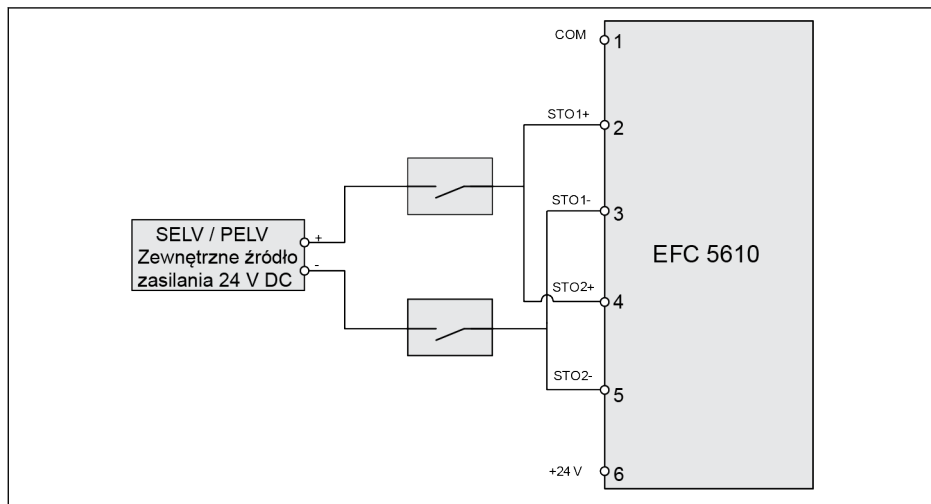 COM
1
STO1+
2
STO1-
3
SELV / PELV
Zewnętrzne źródło
zasilania 24 V DC
+
-
EFC 5610
STO2+
4
STO2-
5
+24 V
6